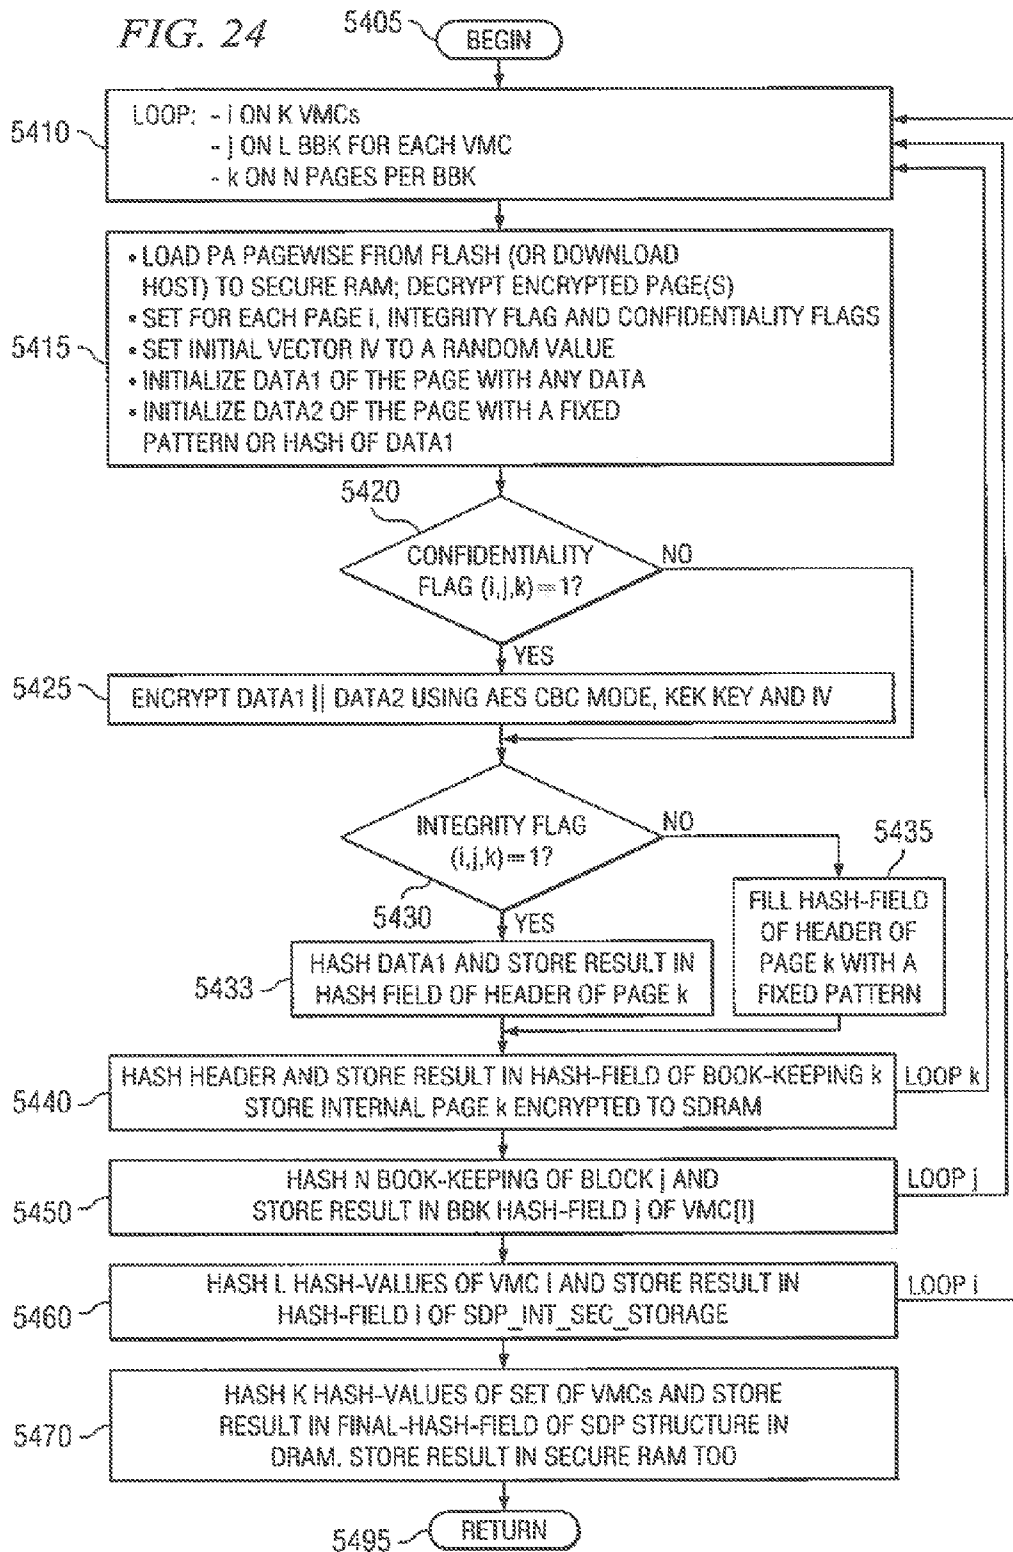 FIG. 24
5405
BEGIN
5410
LOOP: - i ON K VMCs
- j ON L BBK FOR EACH VMC
- k ON N PAGES PER BBK
5415
• LOAD PA PAGEWISE FROM FLASH (OR DOWNLOAD
HOST) TO SECURE RAM; DECRYPT ENCRYPTED PAGE(S)
• SET FOR EACH PAGE i, INTEGRITY FLAG AND CONFIDENTIALITY FLAGS
• SET INITIAL VECTOR IV TO A RANDOM VALUE
• INITIALIZE DATA1 OF THE PAGE WITH ANY DATA
• INITIALIZE DATA2 OF THE PAGE WITH A FIXED
PATTERN OR HASH OF DATA1
5420
CONFIDENTIALITY
FLAG (i,j,k)=1?
NO
YES
5425
ENCRYPT DATA1 || DATA2 USING AES CBC MODE, KEK KEY AND IV
INTEGRITY FLAG
(i,j,k)=1?
NO
5430
YES
5435
FILL HASH-FIELD
OF HEADER OF
PAGE k WITH A
FIXED PATTERN
5433
HASH DATA1 AND STORE RESULT IN
HASH FIELD OF HEADER OF PAGE k
5440
HASH HEADER AND STORE RESULT IN HASH-FIELD OF BOOK-KEEPING k
STORE INTERNAL PAGE k ENCRYPTED TO SDRAM
LOOP k
5450
HASH N BOOK-KEEPING OF BLOCK j AND
STORE RESULT IN BBK HASH-FIELD j OF VMC[i]
LOOP j
5460
HASH L HASH-VALUES OF VMC i AND STORE RESULT IN
HASH-FIELD i OF SDP_INT_SEC_STORAGE
LOOP i
5470
HASH K HASH-VALUES OF SET OF VMCs AND STORE
RESULT IN FINAL-HASH-FIELD OF SDP STRUCTURE IN
DRAM. STORE RESULT IN SECURE RAM TOO
5495
RETURN